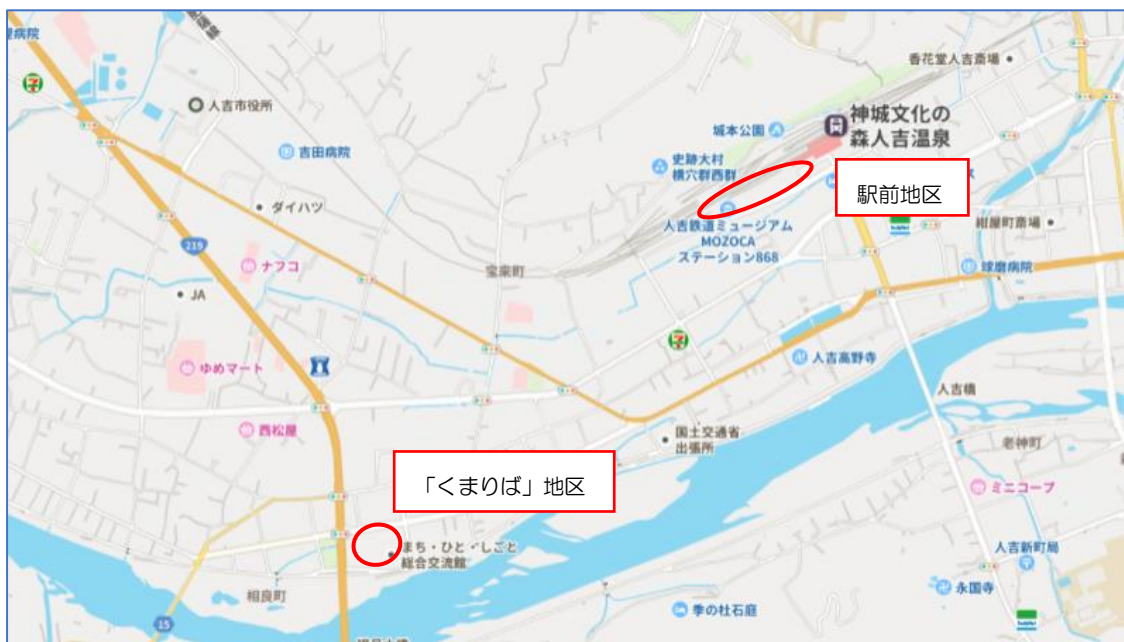 病院
肥薩線
香花堂人吉斎場
人吉市役所
神城文化の
森人吉温泉
城本公園
吉田病院
史跡大村
横穴群西群
駅前地区
ダイハツ
人吉鉄道ミュージアム
MOZOCA
ステーション868
紺屋町斎場
219
ナフコ
宝来町
球磨病院
JA
ゆめマート
人吉高野寺
人吉橋
西松屋
国土交通省
出張所
老神町
「くまりば」地区
ミニコープ
まち・ひと・しごと
総合交流館
人吉新町局
相良町
永国寺
季の杜石庭
15